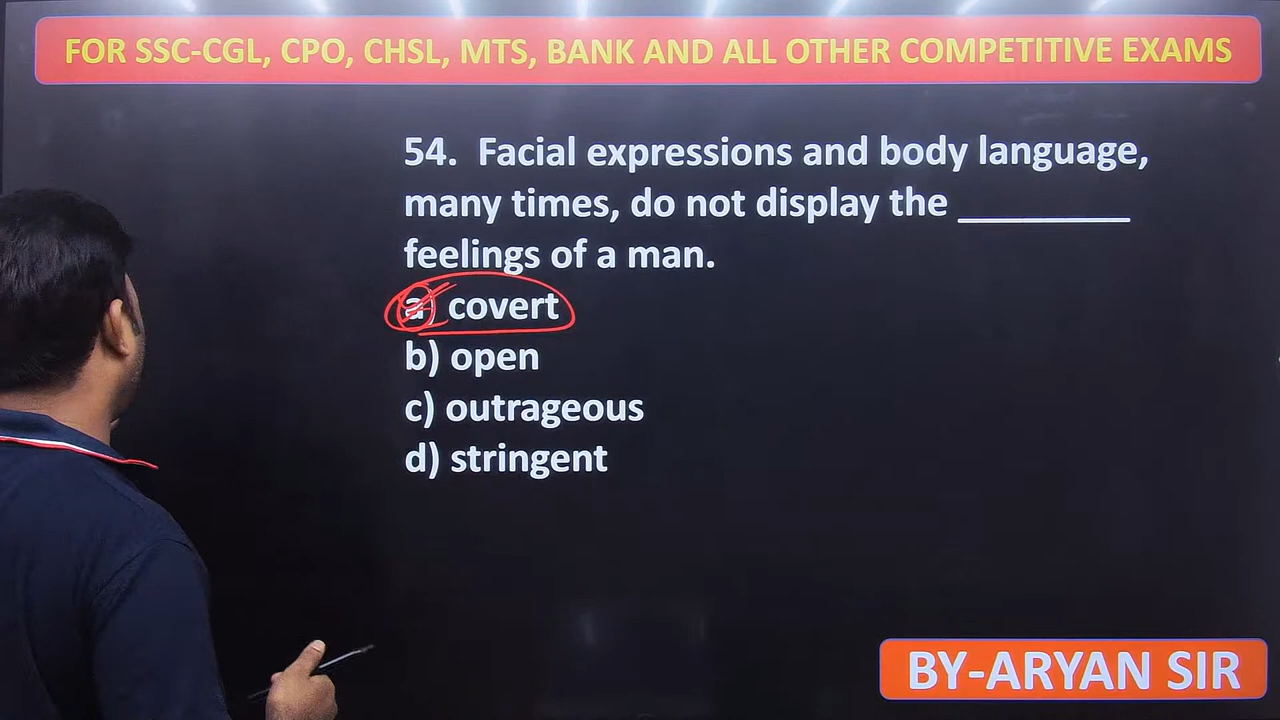 FOR SSC-CGL, CPO, CHSL, MTS, BANK AND ALL OTHER COMPETITIVE EXAMS
54. Facial expressions and body language,
many times, do not display the __________
feelings of a man.
a) covert
b) open
c) outrageous
d) stringent
BY-ARYAN SIR